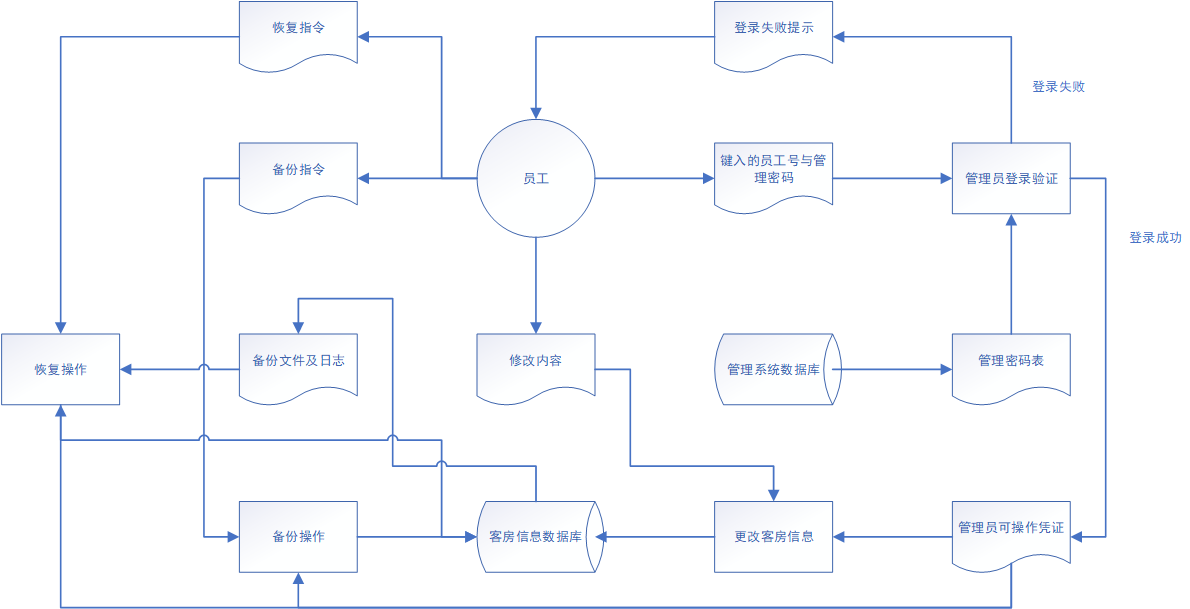 恢复指令
登录失败提示
登录失败
备份指令
员工
键入的员工号与管
理密码
管理员登录验证
登录成功
恢复操作
备份文件及日志
修改内容
管理系统数据库
管理密码表
备份操作
客房信息数据库
更改客房信息
管理员可操作凭证